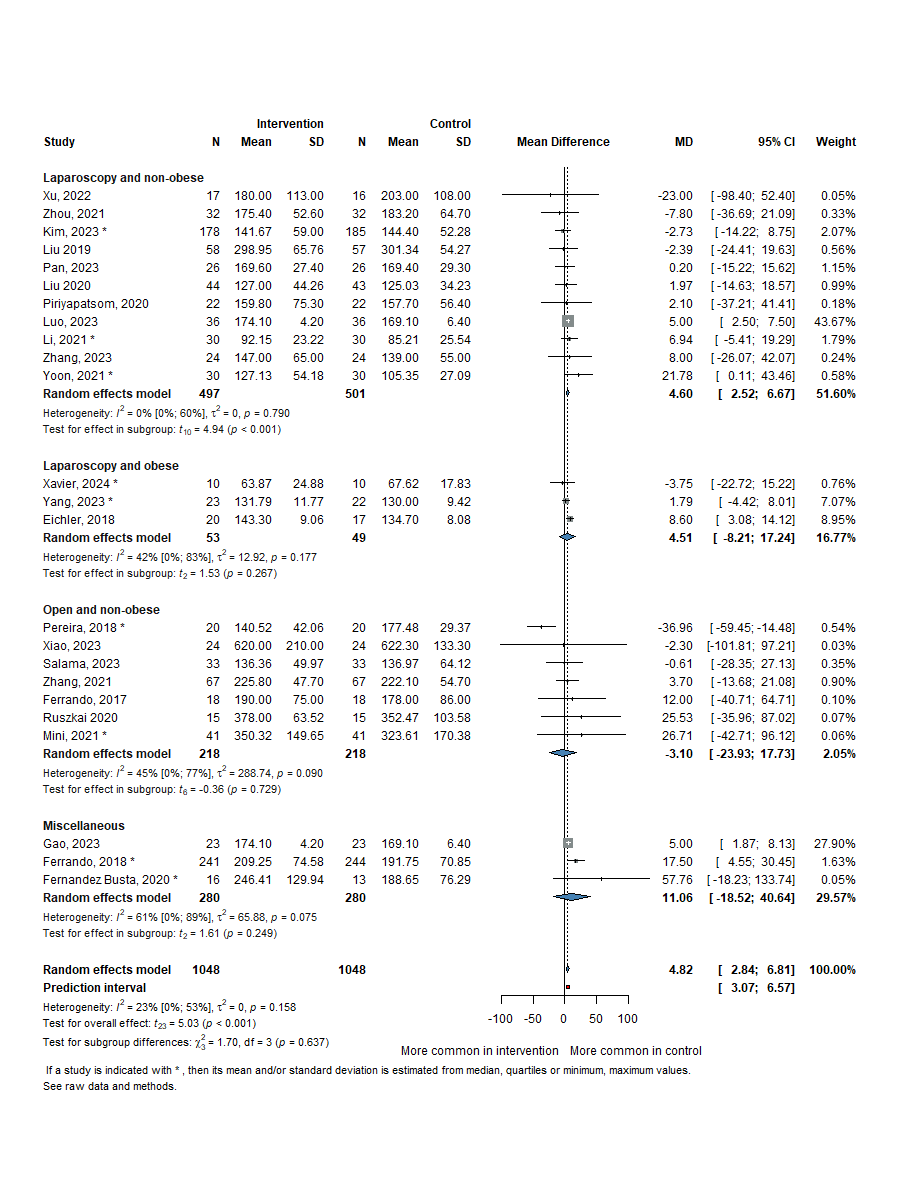 Intervention Control
Study N Mean SD N Mean SD Mean Difference MD 95% CI Weight
Laparoscopy and non-obese
Xu, 2022 17 180.00 113.00 16 203.00 108.00 -23.00 [ -98.40; 52.40] 0.05%
Zhou, 2021 32 175.40 52.60 32 183.20 64.70 -7.80 [ -36.69; 21.09] 0.33%
Kim, 2023 * 178 141.67 59.00 185 144.40 52.28 -2.73 [ -14.22; 8.75] 2.07%
Liu 2019 58 298.95 65.76 57 301.34 54.27 -2.39 [ -24.41; 19.63] 0.56%
Pan, 2023 26 169.60 27.40 26 169.40 29.30 0.20 [ -15.22; 15.62] 1.15%
Liu 2020 44 127.00 44.26 43 125.03 34.23 1.97 [ -14.63; 18.57] 0.99%
Piriyapatsom, 2020 22 159.80 75.30 22 157.70 56.40 2.10 [ -37.21; 41.41] 0.18%
Luo, 2023 36 174.10 4.20 36 169.10 6.40 5.00 [ 2.50; 7.50] 43.67%
Li, 2021 * 30 92.15 23.22 30 85.21 25.54 6.94 [ -5.41; 19.29] 1.79%
Zhang, 2023 24 147.00 65.00 24 139.00 55.00 8.00 [ -26.07; 42.07] 0.24%
Yoon, 2021 * 30 127.13 54.18 30 105.35 27.09 21.78 [ 0.11; 43.46] 0.58%
Random effects model 497 501 4.60 [ 2.52; 6.67] 51.60%
Heterogeneity: I² = 0% [0%; 60%], τ² = 0, p = 0.790
Test for effect in subgroup: t₁₀ = 4.94 (p < 0.001)
Laparoscopy and obese
Xavier, 2024 * 10 63.87 24.88 10 67.62 17.83 -3.75 [ -22.72; 15.22] 0.76%
Yang, 2023 * 23 131.79 11.77 22 130.00 9.42 1.79 [ -4.42; 8.01] 7.07%
Eichler, 2018 20 143.30 9.06 17 134.70 8.08 8.60 [ 3.08; 14.12] 8.95%
Random effects model 53 49 4.51 [ -8.21; 17.24] 16.77%
Heterogeneity: I² = 42% [0%; 83%], τ² = 12.92, p = 0.177
Test for effect in subgroup: t₂ = 1.53 (p = 0.267)
Open and non-obese
Pereira, 2018 * 20 140.52 42.06 20 177.48 29.37 -36.96 [ -59.45; -14.48] 0.54%
Xiao, 2023 24 620.00 210.00 24 622.30 133.30 -2.30 [-101.81; 97.21] 0.03%
Salama, 2023 33 136.36 49.97 33 136.97 64.12 -0.61 [ -28.35; 27.13] 0.35%
Zhang, 2021 67 225.80 47.70 67 222.10 54.70 3.70 [ -13.68; 21.08] 0.90%
Ferrando, 2017 18 190.00 75.00 18 178.00 86.00 12.00 [ -40.71; 64.71] 0.10%
Ruszkai 2020 15 378.00 63.52 15 352.47 103.58 25.53 [ -35.96; 87.02] 0.07%
Mini, 2021 * 41 350.32 149.65 41 323.61 170.38 26.71 [ -42.71; 96.12] 0.06%
Random effects model 218 218 -3.10 [ -23.93; 17.73] 2.05%
Heterogeneity: I² = 45% [0%; 77%], τ² = 288.74, p = 0.090
Test for effect in subgroup: t₆ = -0.36 (p = 0.729)
Miscellaneous
Gao, 2023 23 174.10 4.20 23 169.10 6.40 5.00 [ 1.87; 8.13] 27.90%
Ferrando, 2018 * 241 209.25 74.58 244 191.75 70.85 17.50 [ 4.55; 30.45] 1.63%
Fernandez Busta, 2020 * 16 246.41 129.94 13 188.65 76.29 57.76 [ -18.23; 133.74] 0.05%
Random effects model 280 280 11.06 [ -18.52; 40.64] 29.57%
Heterogeneity: I² = 61% [0%; 89%], τ² = 65.88, p = 0.075
Test for effect in subgroup: t₂ = 1.61 (p = 0.249)
Random effects model 1048 1048 4.82 [ 2.84; 6.81] 100.00%
Prediction interval [ 3.07; 6.57]
Heterogeneity: I² = 23% [0%; 53%], τ² = 0, p = 0.158
Test for overall effect: t₂₃ = 5.03 (p < 0.001)
-100 -50 0 50 100
Test for subgroup differences: χ²₃ = 1.70, df = 3 (p = 0.637)
More common in intervention More common in control
If a study is indicated with * , then its mean and/or standard deviation is estimated from median, quartiles or minimum, maximum values.
See raw data and methods.